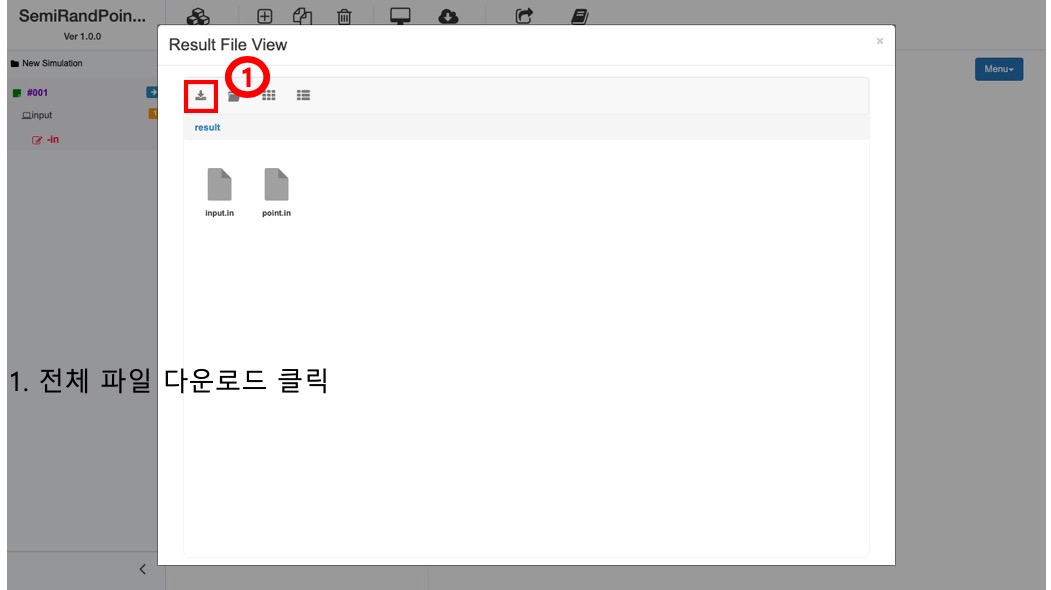 SemiRandPoin...
Ver 1.0.0
New Simulation
#001
input
1
-in
Result File View
×
1
result
input.in
point.in
Menu
1. 전체 파일 다운로드 클릭